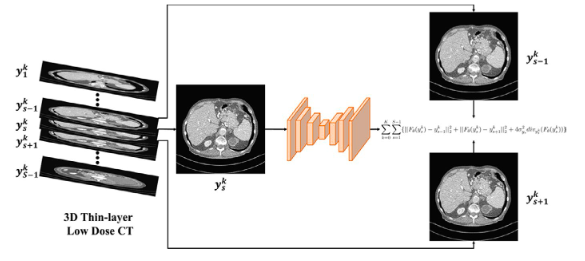 y_1^k
y_{s-1}^k
y_s^k
y_{s+1}^k
y_{S-1}^k
3D Thin-layer
Low Dose CT
y_s^k
y_{s-1}^k
y_{s+1}^k